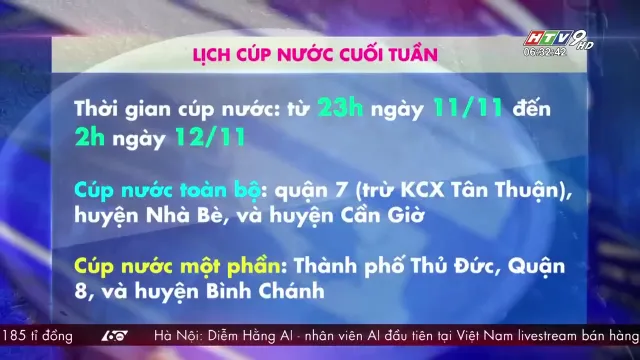 HTV9 HD
06:32:42
LỊCH CÚP NƯỚC CUỐI TUẦN
Thời gian cúp nước: từ 23h ngày 11/11 đến
2h ngày 12/11
Cúp nước toàn bộ: quận 7 (trừ KCX Tân Thuận),
huyện Nhà Bè, và huyện Cần Giờ
Cúp nước một phần: Thành phố Thủ Đức, Quận
8, và huyện Bình Chánh
185 tỉ đồng 60 Hà Nội: Diễm Hằng AI - nhân viên AI đầu tiên tại Việt Nam livestream bán hàng